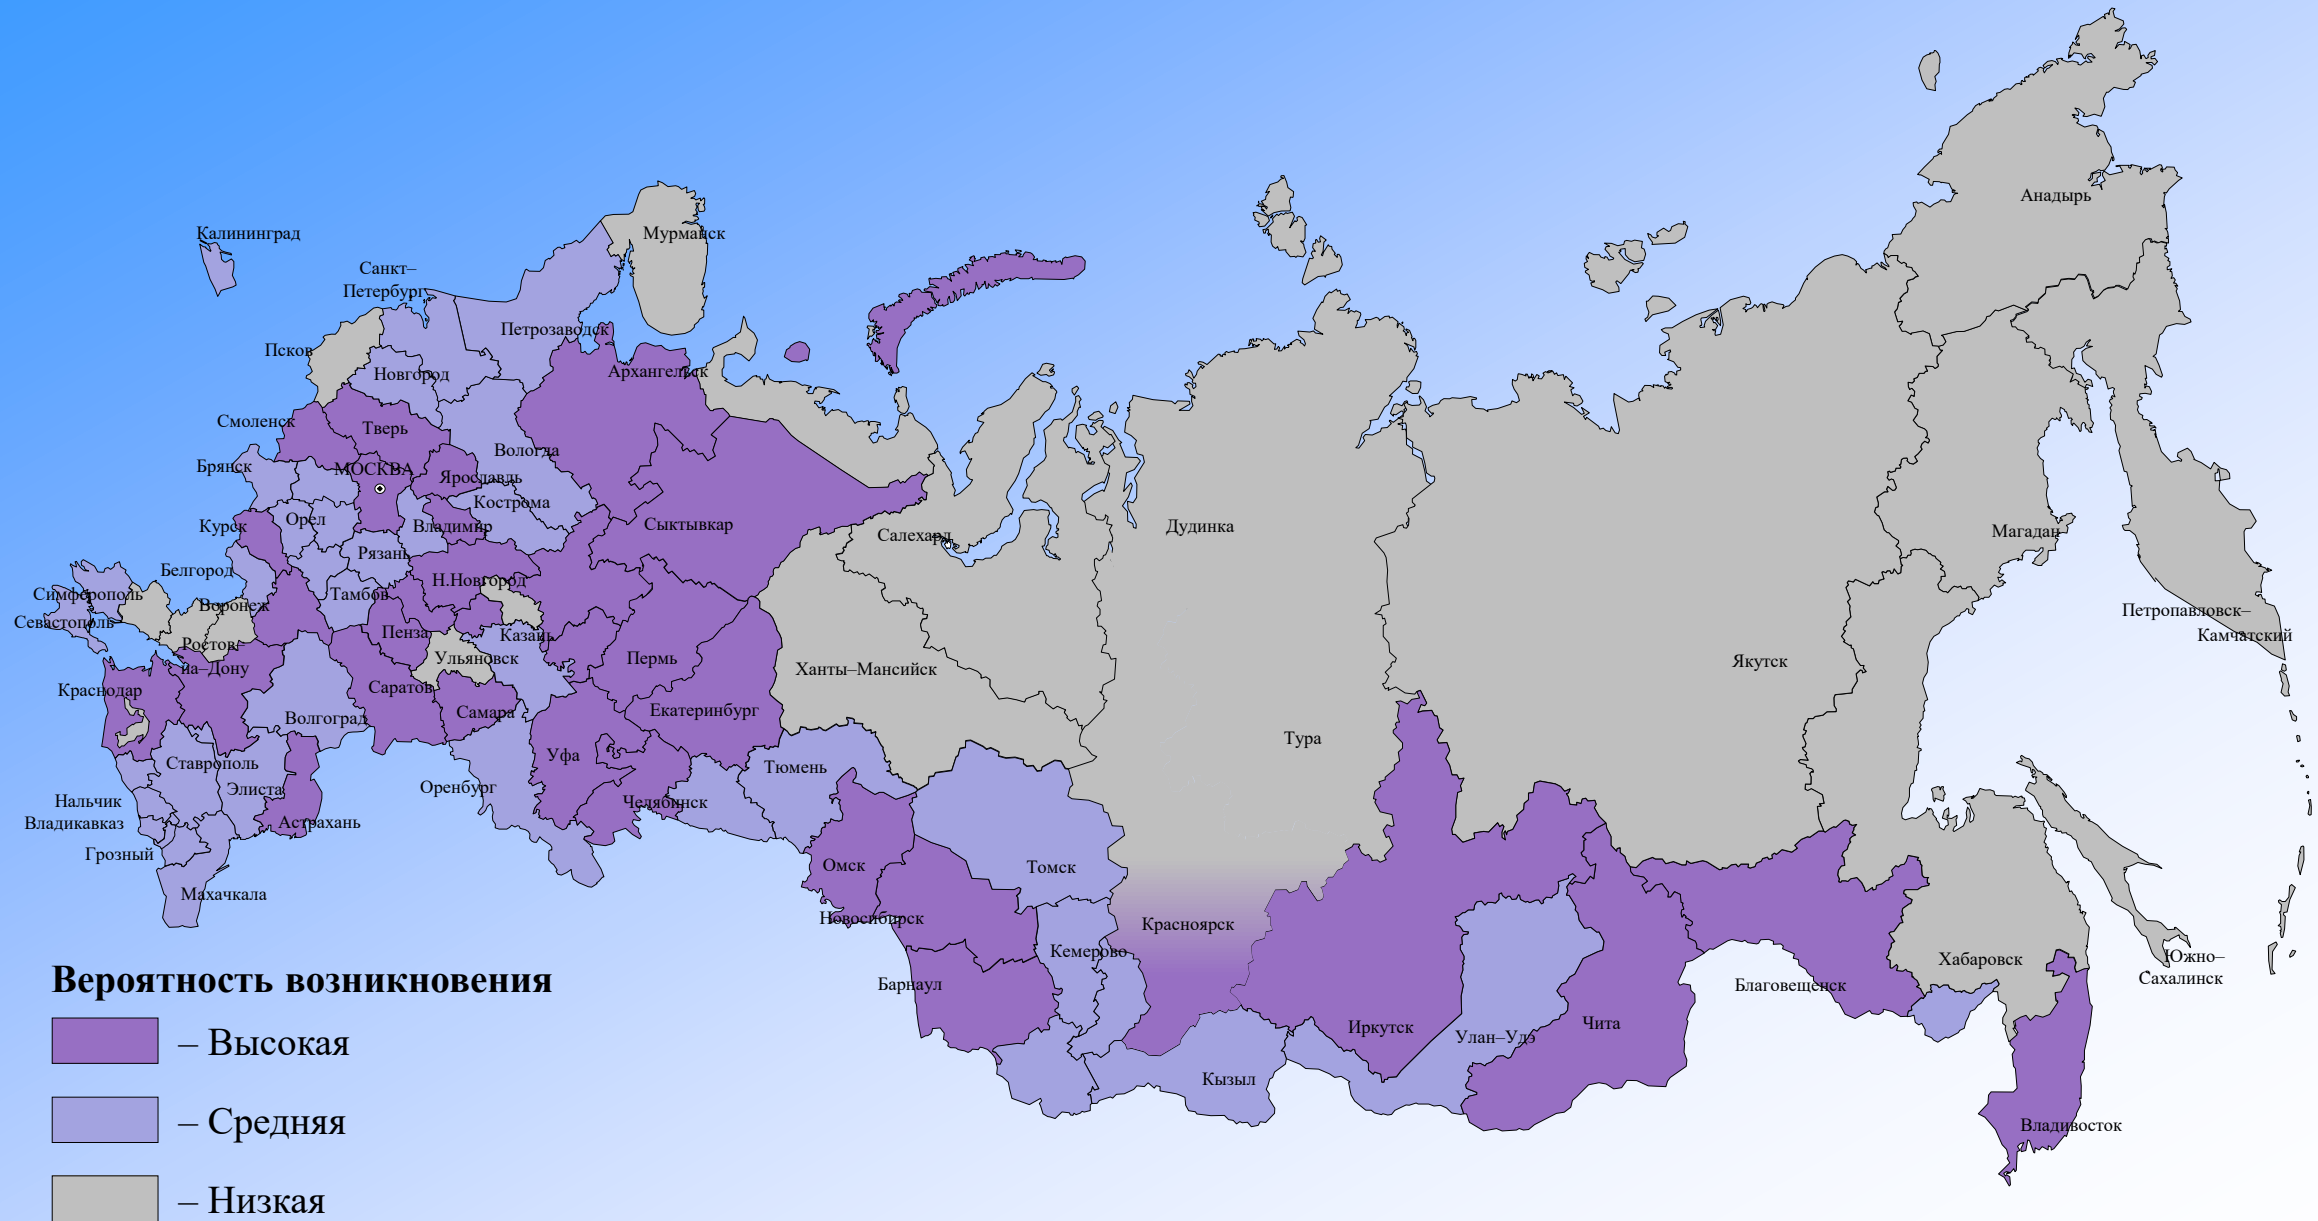 Анадырь
Калининград
Мурманск
Санкт–
Петербург
Петрозаводск
Псков
Архангельск
Новгород
Смоленск
Тверь
Вологда
Брянск
МОСКВА
Ярославль
Кострома
Курск
Орел
Владимир
Сыктывкар
Салехард
Дудинка
Магадан
Рязань
Белгород
Н.Новгород
Симферополь
Тамбов
Воронеж
Петропавловск–
Камчатский
Севастополь
Пенза
Казань
Ростов–
на–Дону
Ульяновск
Пермь
Ханты–Мансийск
Якутск
Краснодар
Саратов
Самара
Екатеринбург
Волгоград
Тура
Уфа
Ставрополь
Тюмень
Элиста
Оренбург
Нальчик
Челябинск
Владикавказ
Астрахань
Грозный
Омск
Томск
Махачкала
Новосибирск
Красноярск
Кемерово
Хабаровск
Южно–
Сахалинск
Барнаул
Благовещенск
Иркутск
Улан–Удэ
Чита
Кызыл
Владивосток
Вероятность возникновения
– Высокая
– Средняя
– Низкая